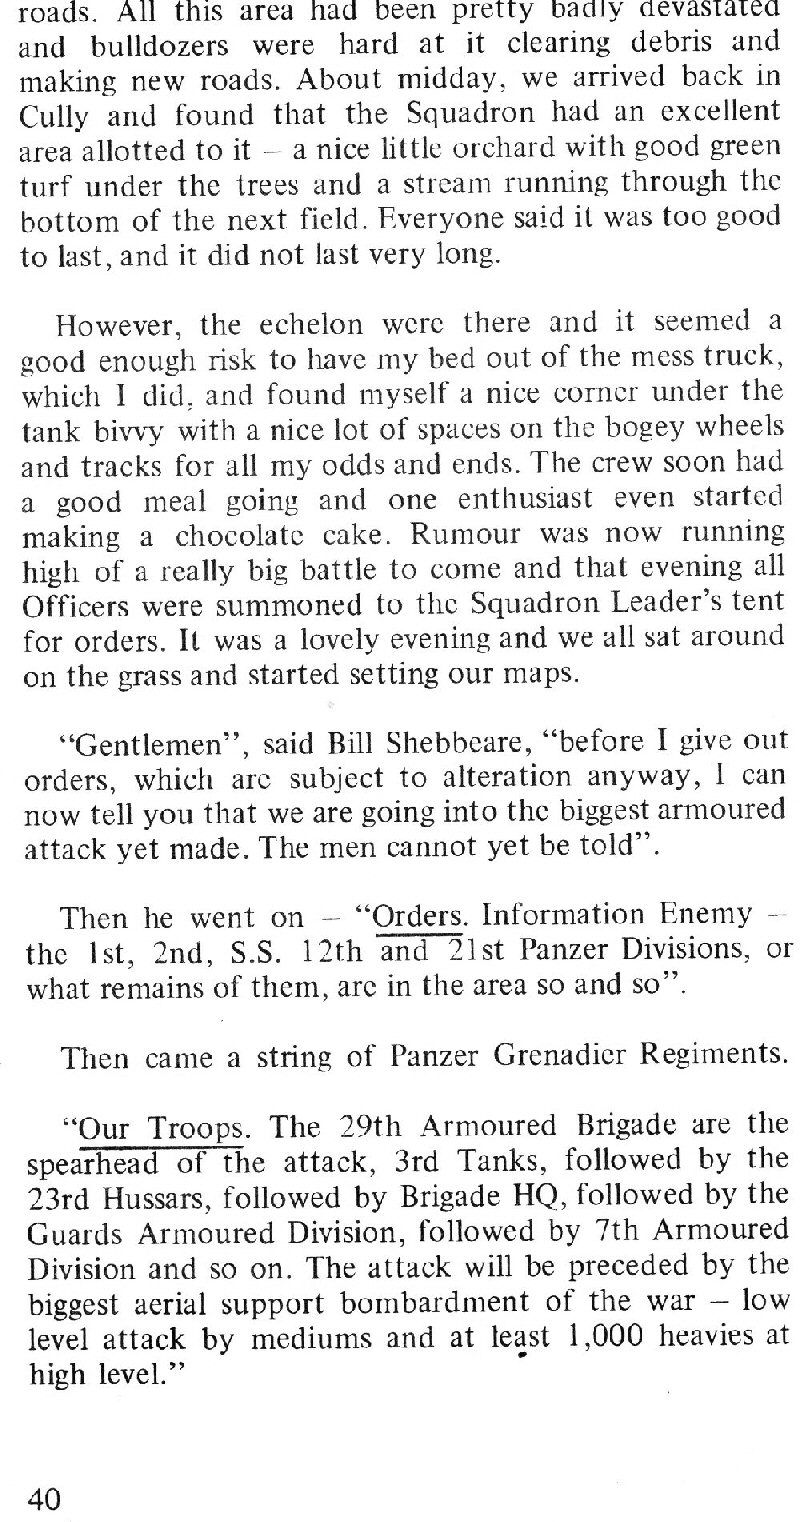 roads. All this area had been pretty badly devastated
and bulldozers were hard at it clearing debris and
making new roads. About midday, we arrived back in
Cully and found that the Squadron had an excellent
area allotted to it – a nice little orchard with good green
turf under the trees and a stream running through the
bottom of the next field. Everyone said it was too good
to last, and it did not last very long.
However, the echelon were there and it seemed a
good enough risk to have my bed out of the mess truck,
which I did, and found myself a nice corner under the
tank bivvy with a nice lot of spaces on the bogey wheels
and tracks for all my odds and ends. The crew soon had
a good meal going and one enthusiast even started
making a chocolate cake. Rumour was now running
high of a really big battle to come and that evening all
Officers were summoned to the Squadron Leader's tent
for orders. It was a lovely evening and we all sat around
on the grass and started setting our maps.
"Gentlemen", said Bill Shebbeare, "before I give out
orders, which are subject to alteration anyway, I can
now tell you that we are going into the biggest armoured
attack yet made. The men cannot yet be told".
Then he went on – "Orders. Information Enemy –
the 1st, 2nd, S.S. 12th and 21st Panzer Divisions, or
what remains of them, are in the area so and so".
Then came a string of Panzer Grenadier Regiments.
"Our Troops. The 29th Armoured Brigade are the
spearhead of the attack, 3rd Tanks, followed by the
23rd Hussars, followed by Brigade HQ, followed by the
Guards Armoured Division, followed by 7th Armoured
Division and so on. The attack will be preceded by the
biggest aerial support bombardment of the war – low
level attack by mediums and at least 1,000 heavies at
high level."
40